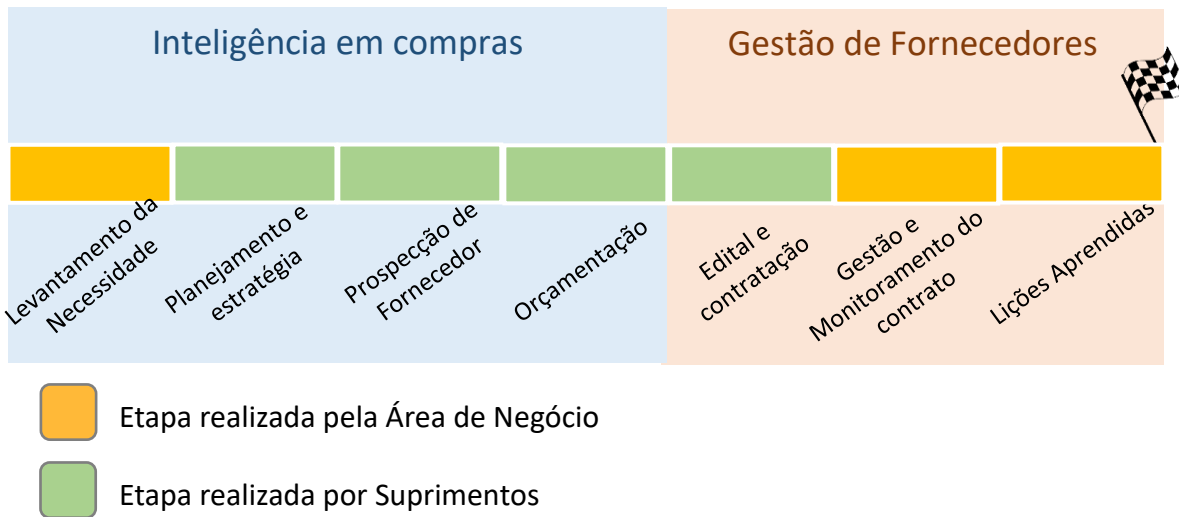 Inteligência em compras
Gestão de Fornecedores
Levantamento da
Necessidade
Planejamento e
estratégia
Prospecção de
Fornecedor
Orçamentação
Edital e
contratação
Gestão e
Monitoramento do
contrato
Lições Aprendidas
Etapa realizada pela Área de Negócio
Etapa realizada por Suprimentos